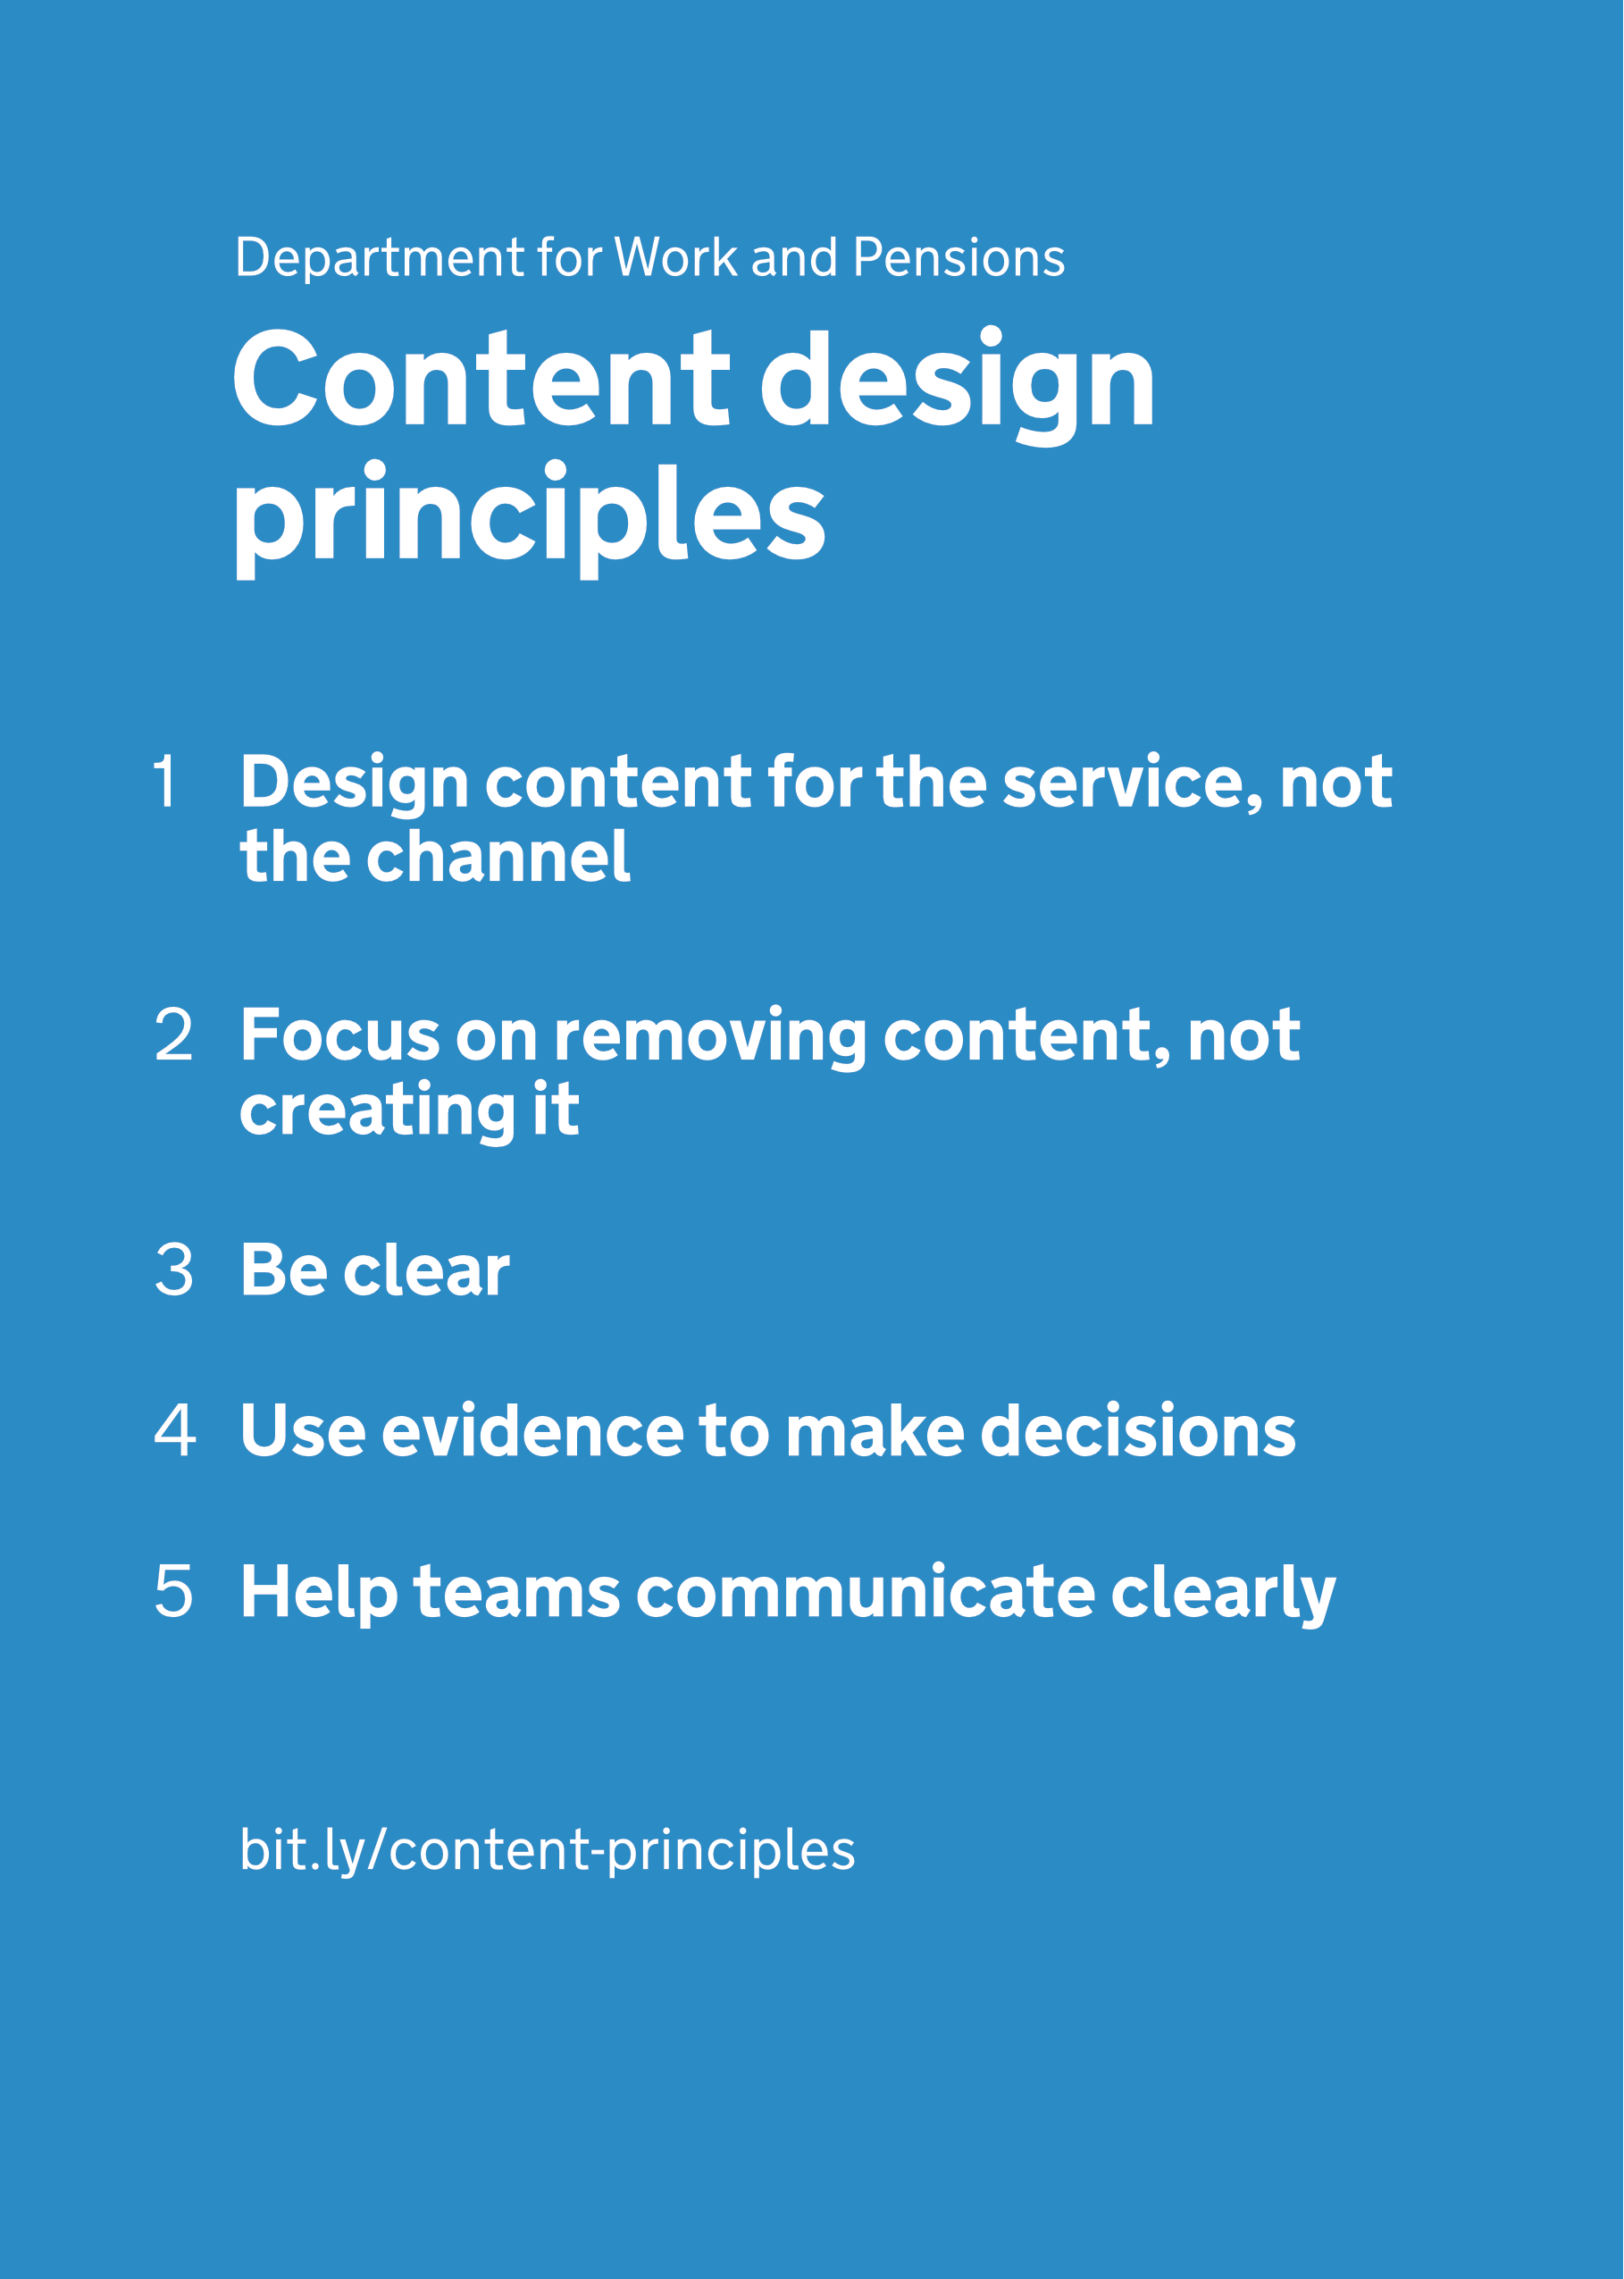 Department for Work and Pensions
Content design
principles
1 Design content for the service, not
the channel
2 Focus on removing content, not
creating it
3 Be clear
4 Use evidence to make decisions
5 Help teams communicate clearly
bit.ly/content-principles